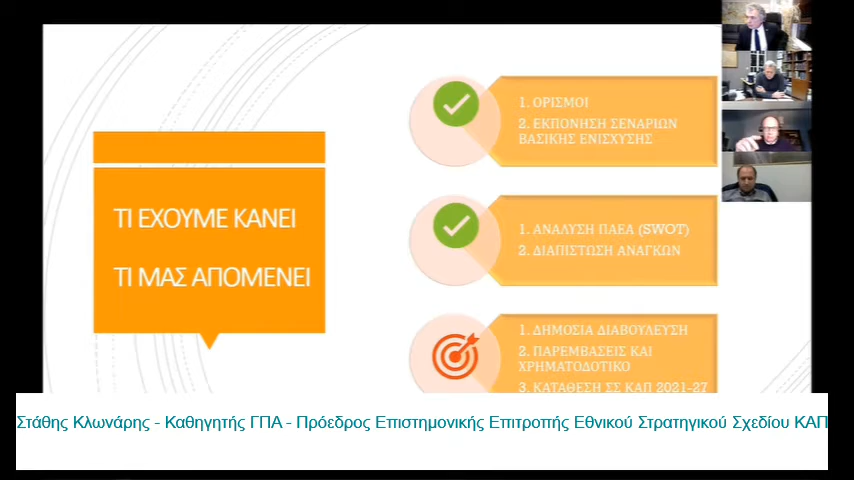 ΤΙ ΕΧΟΥΜΕ ΚΑΝΕΙ
ΤΙ ΜΑΣ ΑΠΟΜΕΝΕΙ
1. ΟΡΙΣΜΟΙ
2. ΕΚΠΟΝΗΣΗ ΣΕΝΑΡΙΩΝ
ΒΑΣΙΚΗΣ ΕΝΙΣΧΥΣΗΣ
1. ΑΝΑΛΥΣΗ ΠΑΕΑ (SWOT)
2. ΔΙΑΠΙΣΤΩΣΗ ΑΝΑΓΚΩΝ
1. ΔΗΜΟΣΙΑ ΔΙΑΒΟΥΛΕΥΣΗ
2. ΠΑΡΕΜΒΑΣΕΙΣ ΚΑΙ
ΧΡΗΜΑΤΟΔΟΤΙΚΟ
3. ΚΑΤΑΘΕΣΗ ΣΣ ΚΑΠ 2021-27
Στάθης Κλωνάρης - Καθηγητής ΓΠΑ - Πρόεδρος Επιστημονικής Επιτροπής Εθνικού Στρατηγικού Σχεδίου ΚΑΠ